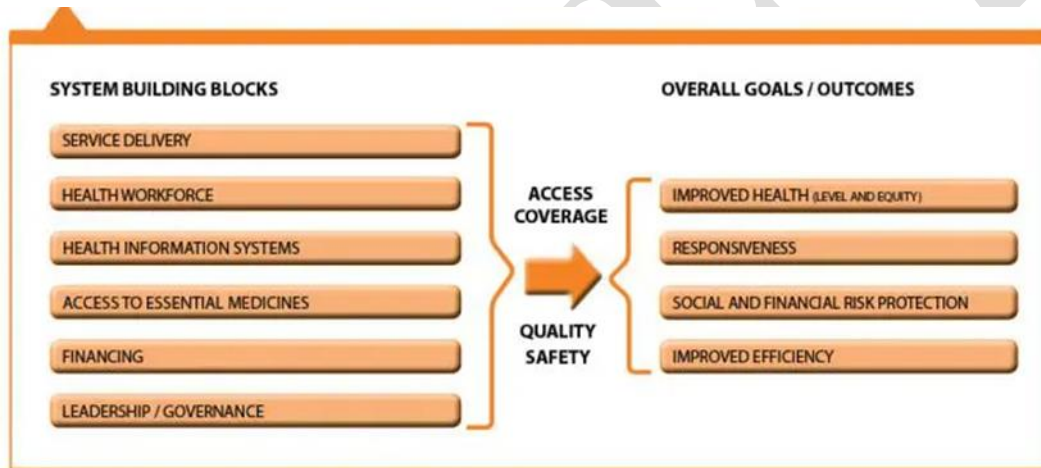 SYSTEM BUILDING BLOCKS
SERVICE DELIVERY
HEALTH WORKFORCE
HEALTH INFORMATION SYSTEMS
ACCESS TO ESSENTIAL MEDICINES
FINANCING
LEADERSHIP / GOVERNANCE
ACCESS
COVERAGE
QUALITY
SAFETY
OVERALL GOALS / OUTCOMES
IMPROVED HEALTH (LEVEL AND EQUITY)
RESPONSIVENESS
SOCIAL AND FINANCIAL RISK PROTECTION
IMPROVED EFFICIENCY